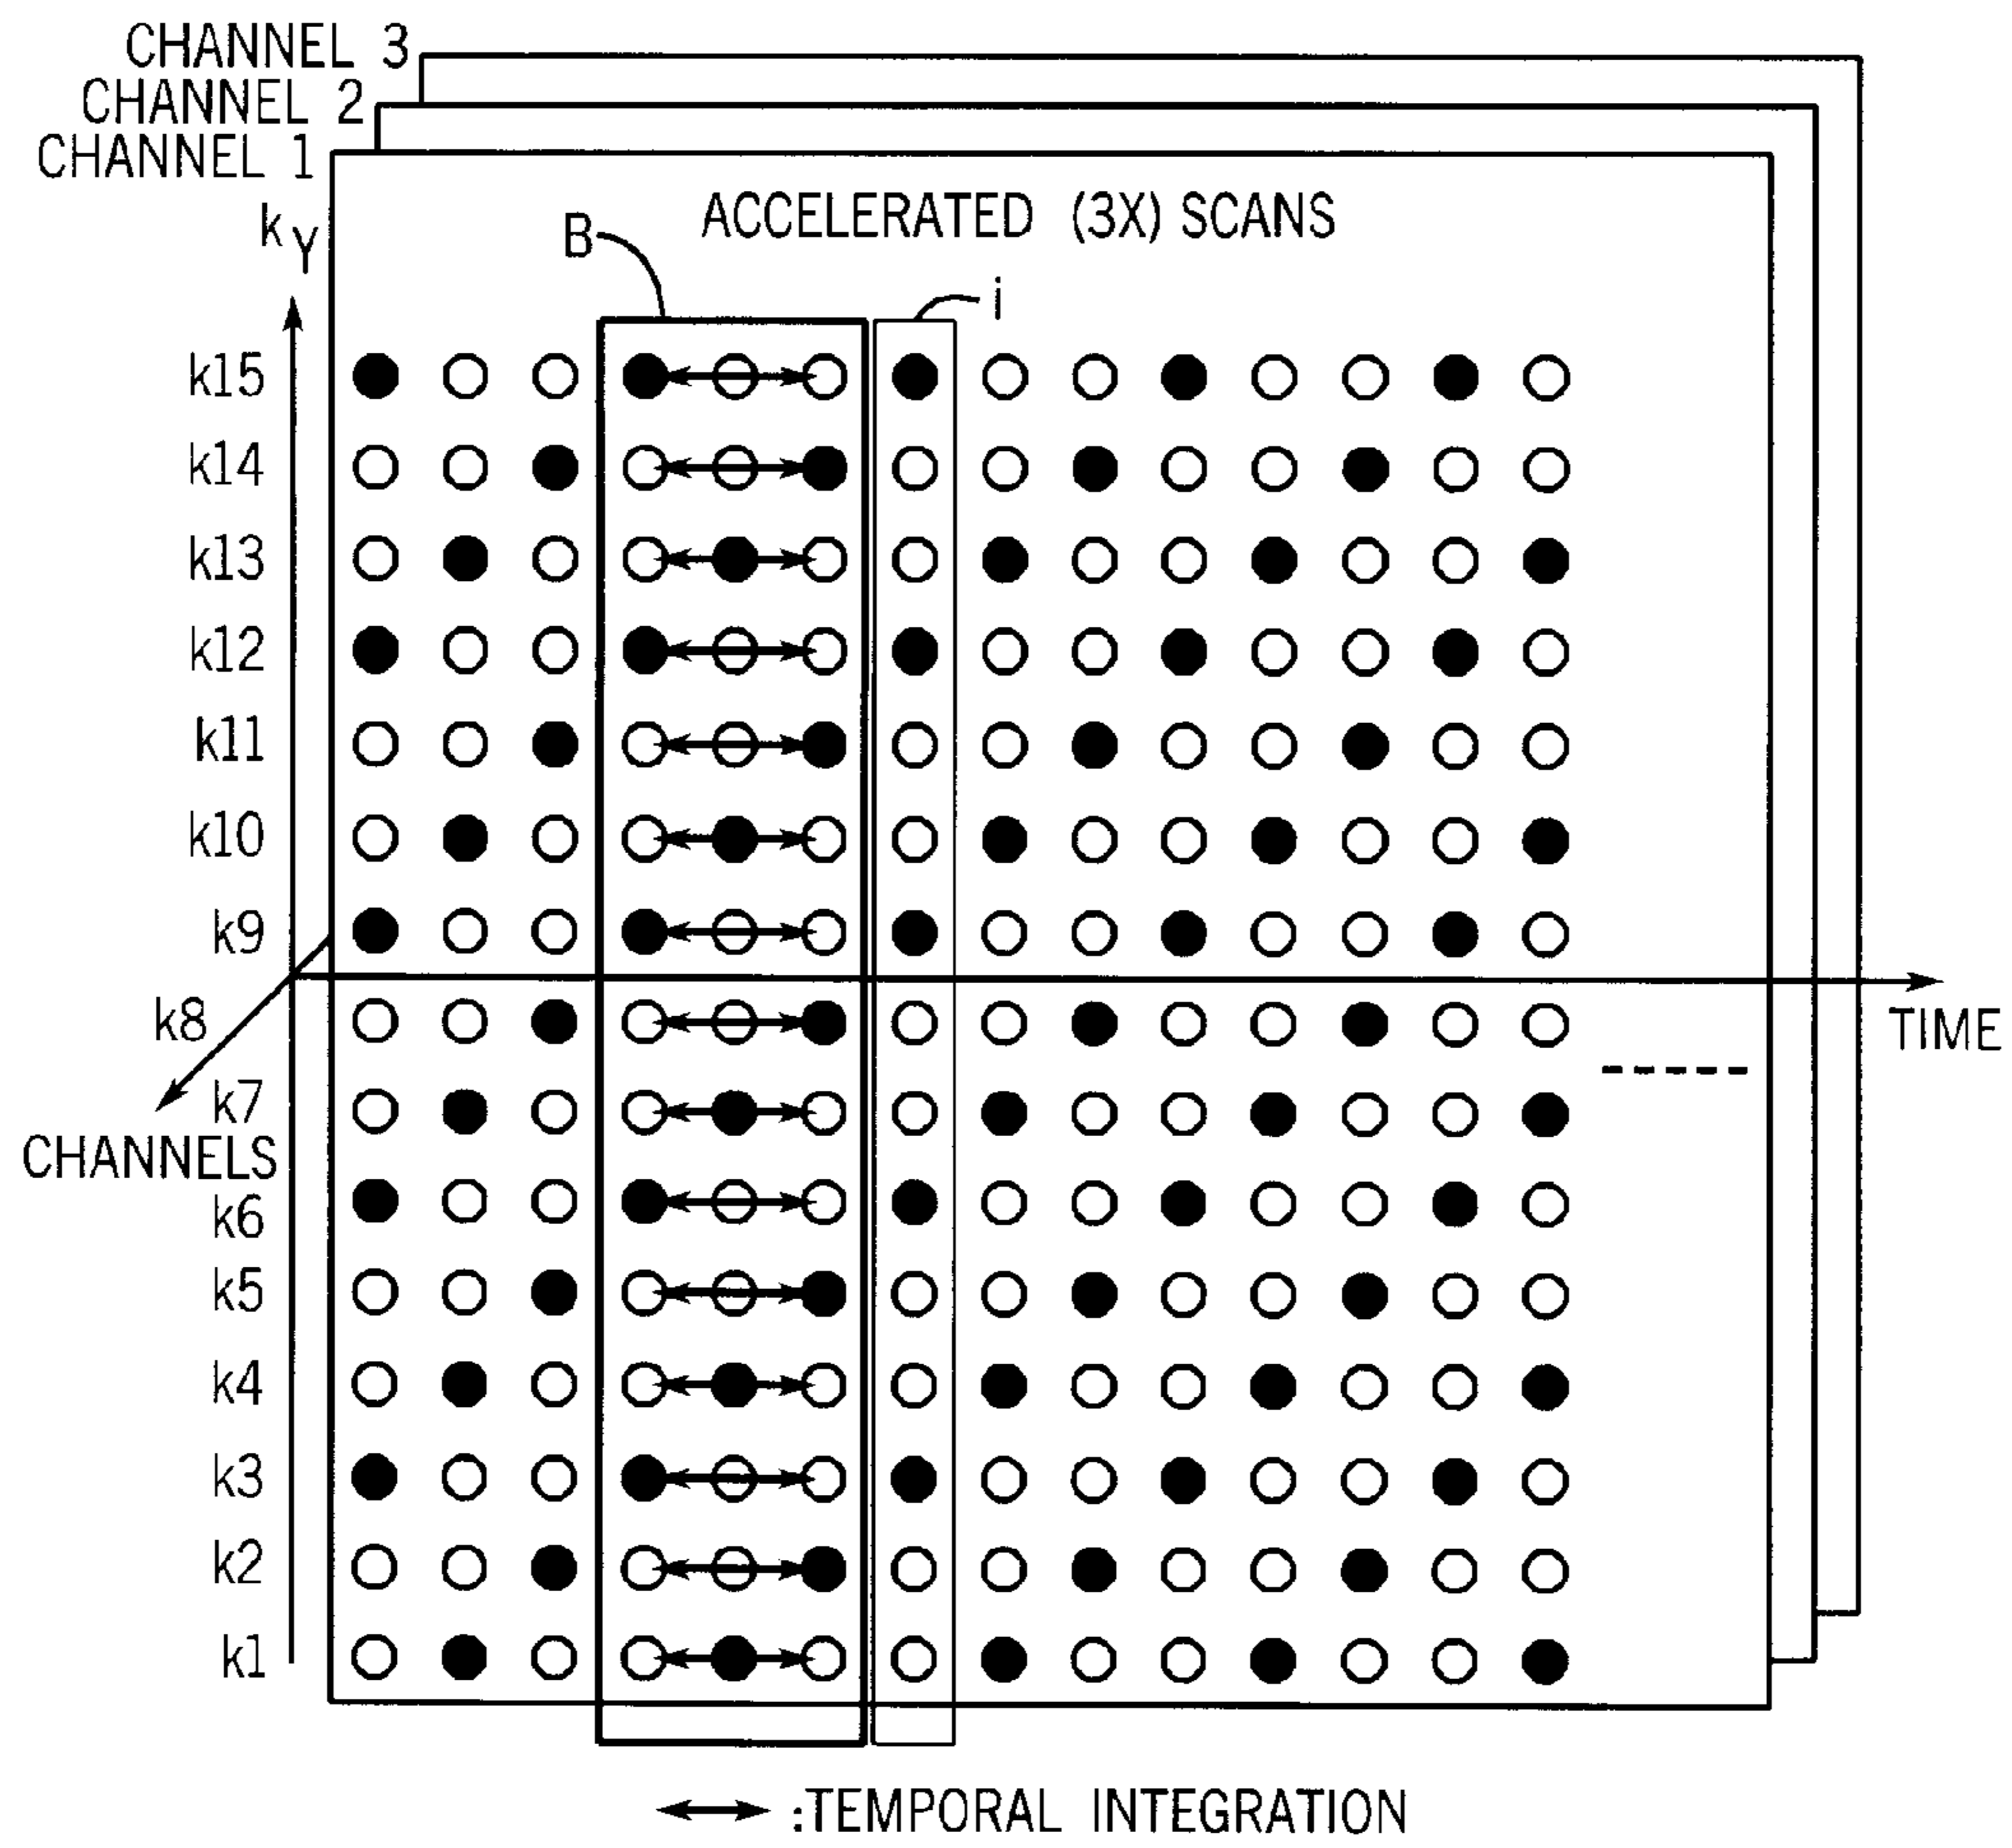 CHANNEL 3
CHANNEL 2
CHANNEL 1
ACCELERATED (3X) SCANS
kY
B
i
k15
k14
k13
k12
k11
k10
k9
k8
TIME
k7
CHANNELS
k6
k5
k4
k3
k2
k1
:TEMPORAL INTEGRATION